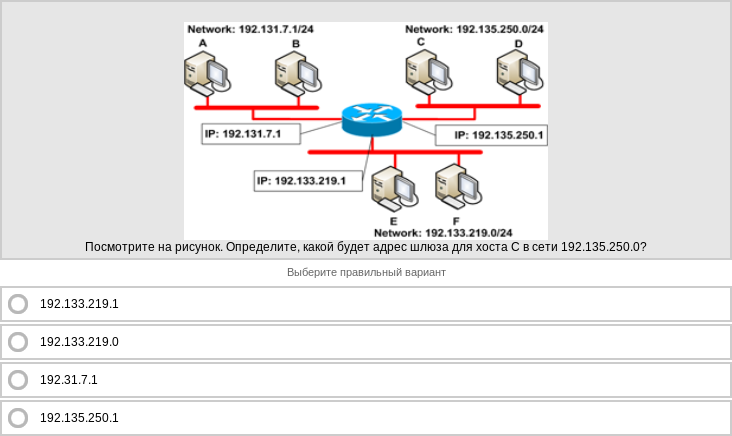 Network: 192.131.7.1/24
Network: 192.135.250.0/24
A
B
C
D
IP: 192.131.7.1
IP: 192.135.250.1
IP: 192.133.219.1
E
F
Network: 192.133.219.0/24
Посмотрите на рисунок. Определите, какой будет адрес шлюза для хоста С в сети 192.135.250.0?
Выберите правильный вариант
192.133.219.1
192.133.219.0
192.31.7.1
192.135.250.1